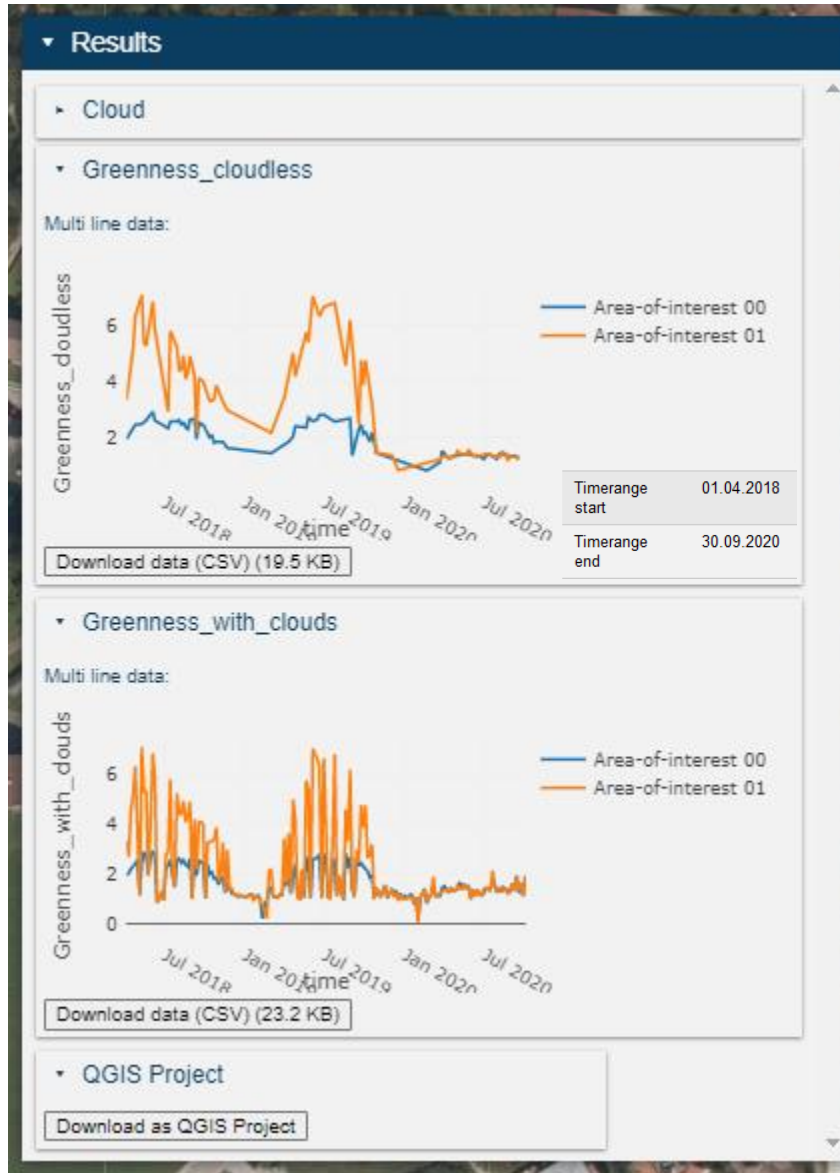 Results
Cloud
Greenness_cloudless
Multi line data:
Greenness_cloudless
6
4
2
Area-of-interest 00
Area-of-interest 01
Jul 2018
Jan 2019
Jul 2019
Jan 2020
Jul 2020
time
Timerange start
01.04.2018
Timerange end
30.09.2020
Download data (CSV) (19.5 KB)
Greenness_with_clouds
Multi line data:
Greenness_with_clouds
6
4
2
0
Area-of-interest 00
Area-of-interest 01
Jul 2018
Jan 2019
Jul 2019
Jan 2020
Jul 2020
time
Download data (CSV) (23.2 KB)
QGIS Project
Download as QGIS Project